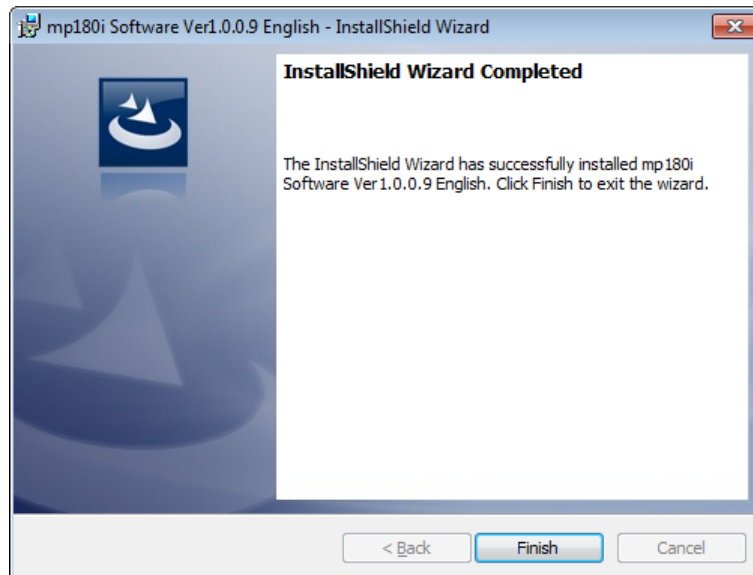 mp180i Software Ver1.0.0.9 English - InstallShield Wizard
InstallShield Wizard Completed
The InstallShield Wizard has successfully installed mp180i
Software Ver1.0.0.9 English. Click Finish to exit the wizard.
< Back
Finish
Cancel